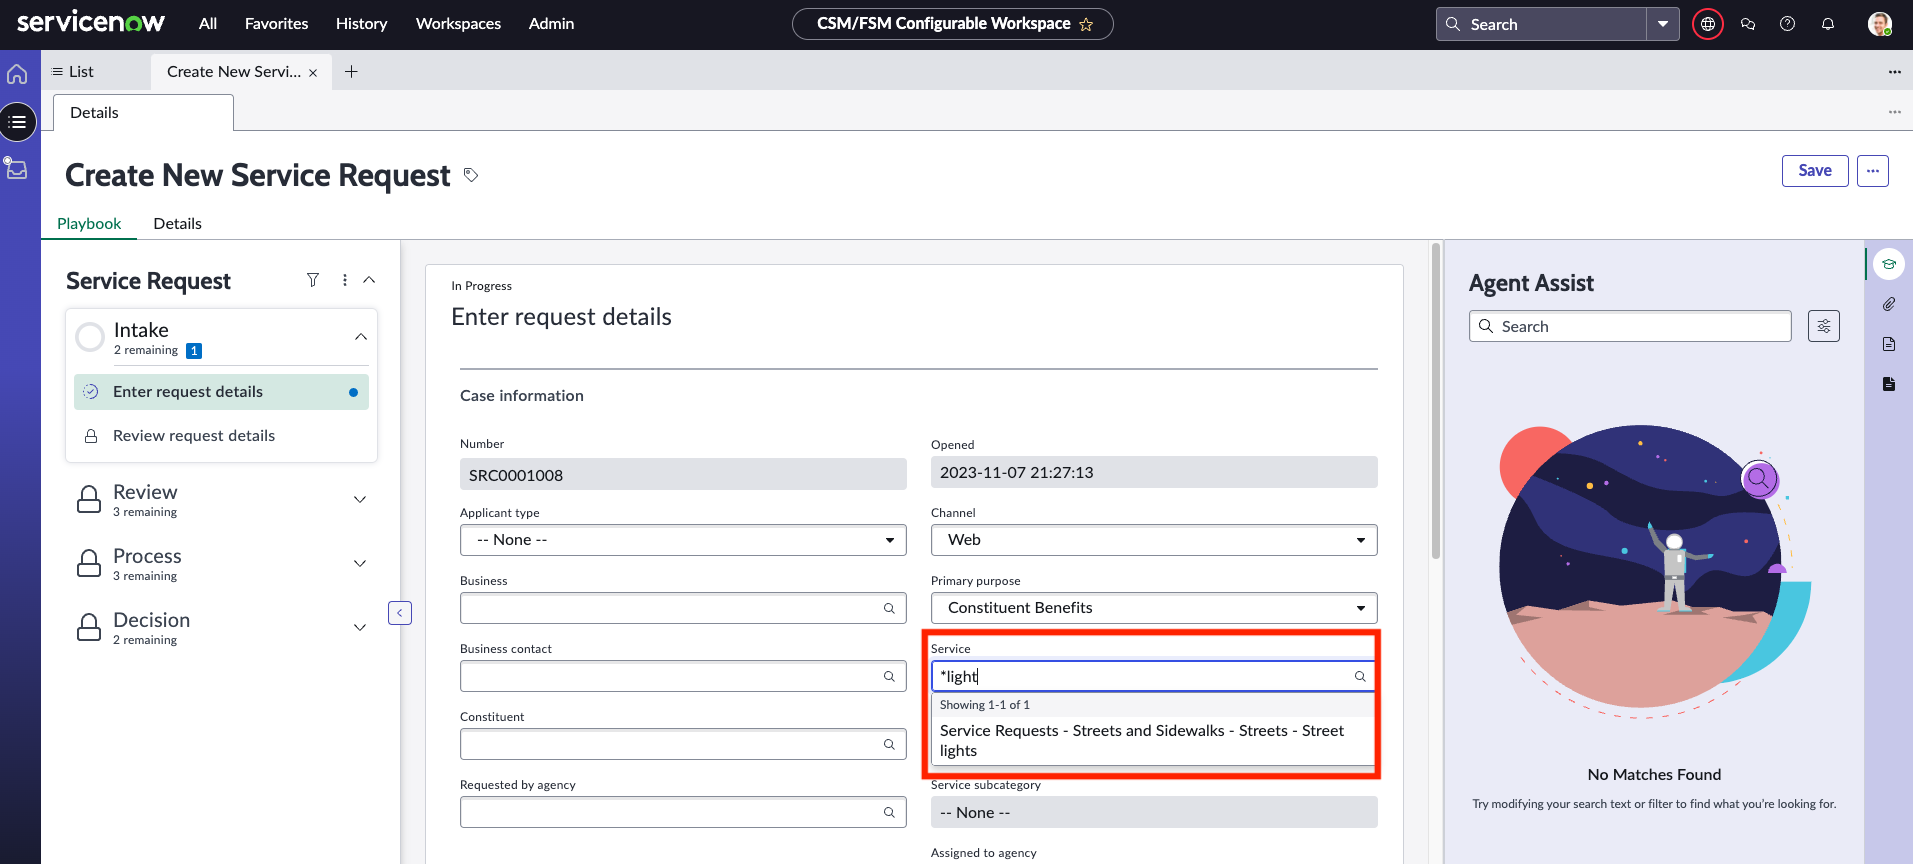 servicenow
All
Favorites
History
Workspaces
Admin
CSM/FSM Configurable Workspace
Search
List
Create New Servi...
Details
Create New Service Request
Save
Playbook
Details
Service Request
Intake
2 remaining
1
Enter request details
Review request details
Review
3 remaining
Process
3 remaining
Decision
2 remaining
In Progress
Enter request details
Case information
Number
SRC0001008
Opened
2023-11-07 21:27:13
Applicant type
-- None --
Channel
Web
Business
Primary purpose
Constituent Benefits
Business contact
Service
*light
Showing 1-1 of 1
Service Requests - Streets and Sidewalks - Streets - Street
lights
Constituent
Requested by agency
Service subcategory
-- None --
Assigned to agency
Agent Assist
Search
No Matches Found
Try modifying your search text or filter to find what you're looking for.